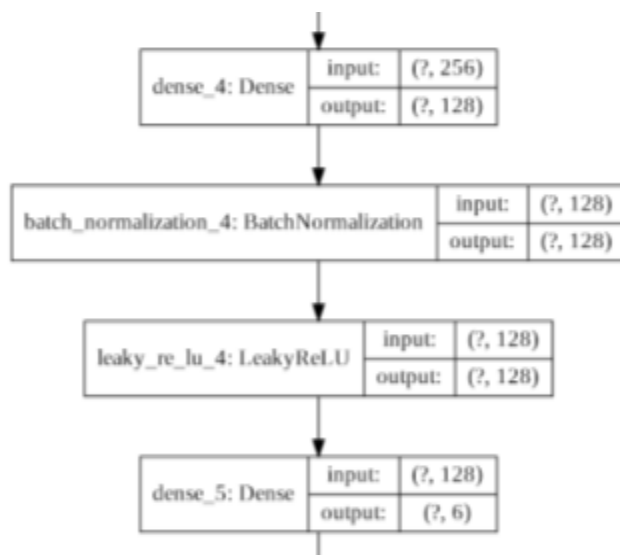 dense_4: Dense
input: (?, 256)
output: (?, 128)
batch_normalization_4: BatchNormalization
input: (?, 128)
output: (?, 128)
leaky_re_lu_4: LeakyReLU
input: (?, 128)
output: (?, 128)
dense_5: Dense
input: (?, 128)
output: (?, 6)